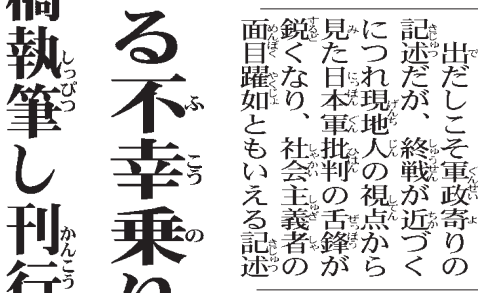 出だしこそ軍政寄りの
記述だが、終戦が近づく
につれ現地人の視点から
見た日本軍批判の舌鋒が
鋭くなり、社会主義者の
面目躍如ともいえる記述
る不幸乗り
稿執筆し刊行